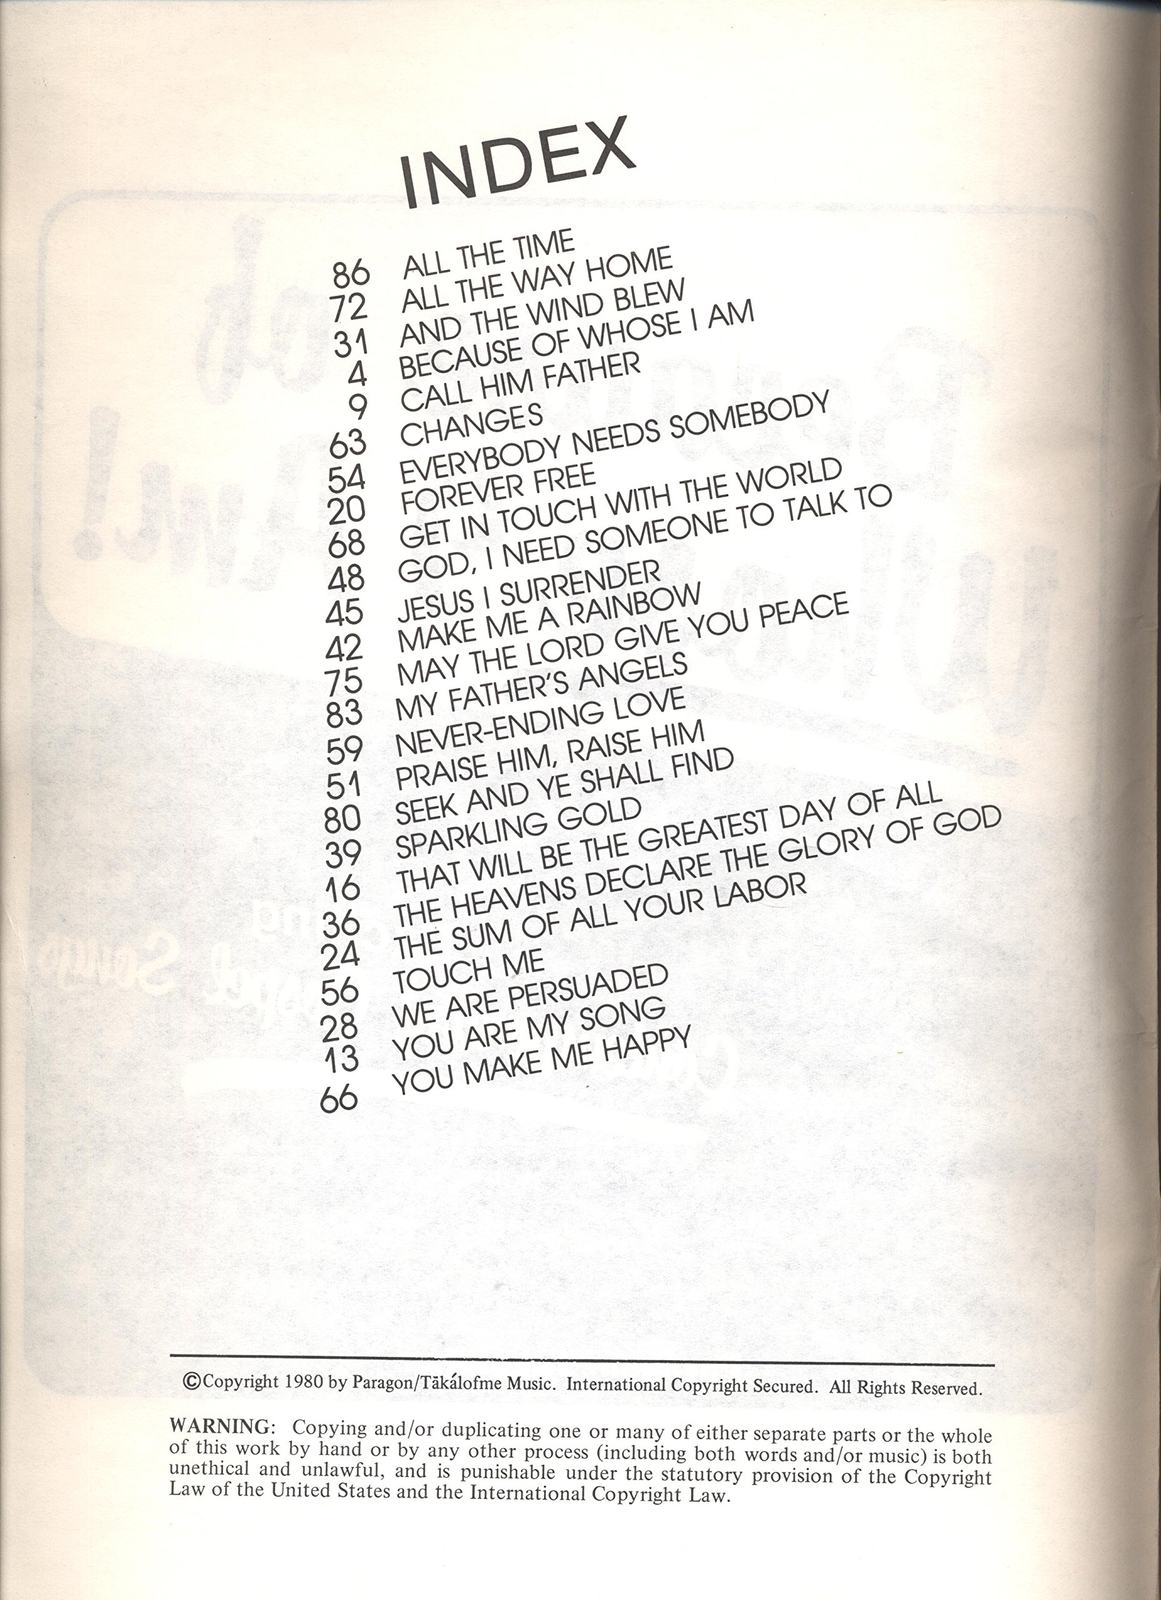 INDEX
86 ALL THE TIME
72 ALL THE WAY HOME
31 AND THE WIND BLEW
4 BECAUSE OF WHOSE I AM
9 CALL HIM FATHER
63 CHANGES
54 EVERYBODY NEEDS SOMEBODY
20 FOREVER FREE
68 GET IN TOUCH WITH THE WORLD
48 GOD, I NEED SOMEONE TO TALK TO
45 JESUS I SURRENDER
42 MAKE ME A RAINBOW
75 MAY THE LORD GIVE YOU PEACE
83 MY FATHER'S ANGELS
59 NEVER-ENDING LOVE
51 PRAISE HIM, RAISE HIM
80 SEEK AND YE SHALL FIND
39 SPARKLING GOLD
16 THAT WILL BE THE GREATEST DAY OF ALL
36 THE HEAVENS DECLARE THE GLORY OF GOD
24 THE SUM OF ALL YOUR LABOR
56 TOUCH ME
28 WE ARE PERSUADED
13 YOU ARE MY SONG
66 YOU MAKE ME HAPPY
©Copyright 1980 by Paragon/Tākálofme Music. International Copyright Secured. All Rights Reserved.
WARNING: Copying and/or duplicating one or many of either separate parts or the whole
of this work by hand or by any other process (including both words and/or music) is both
unethical and unlawful, and is punishable under the statutory provision of the Copyright
Law of the United States and the International Copyright Law.